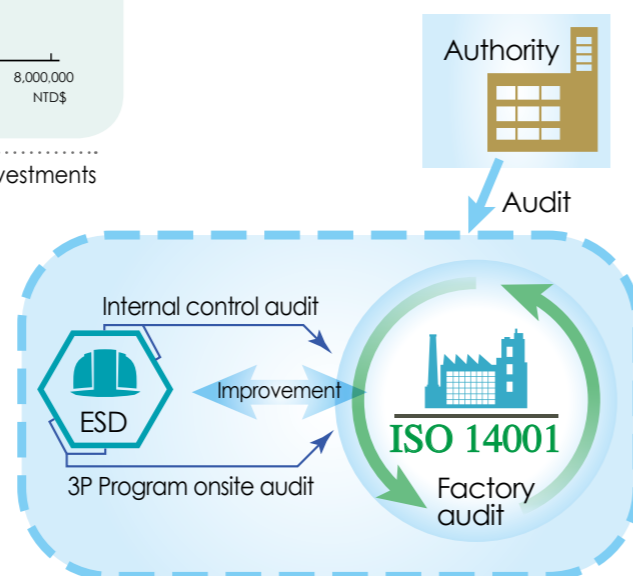 8,000,000
NTD$
Authority
Audit
Internal control audit
Improvement
ESD
ISO 14001
3P Program onsite audit
Factory
audit